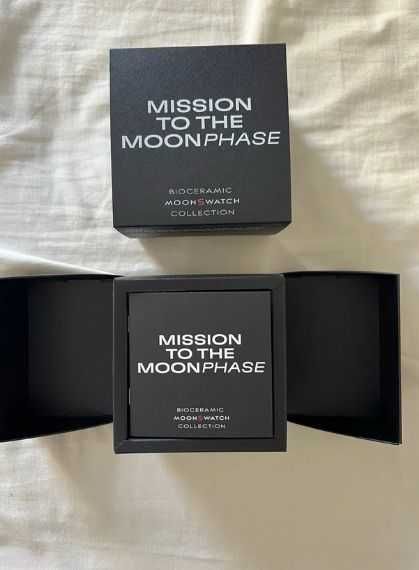 MISSION
TO THE
MOONPHASE
BIOCERAMIC
MOONSWATCH
COLLECTION
MISSION
TO THE
MOONPHASE
BIOCERAMIC
MOONSWATCH
COLLECTION